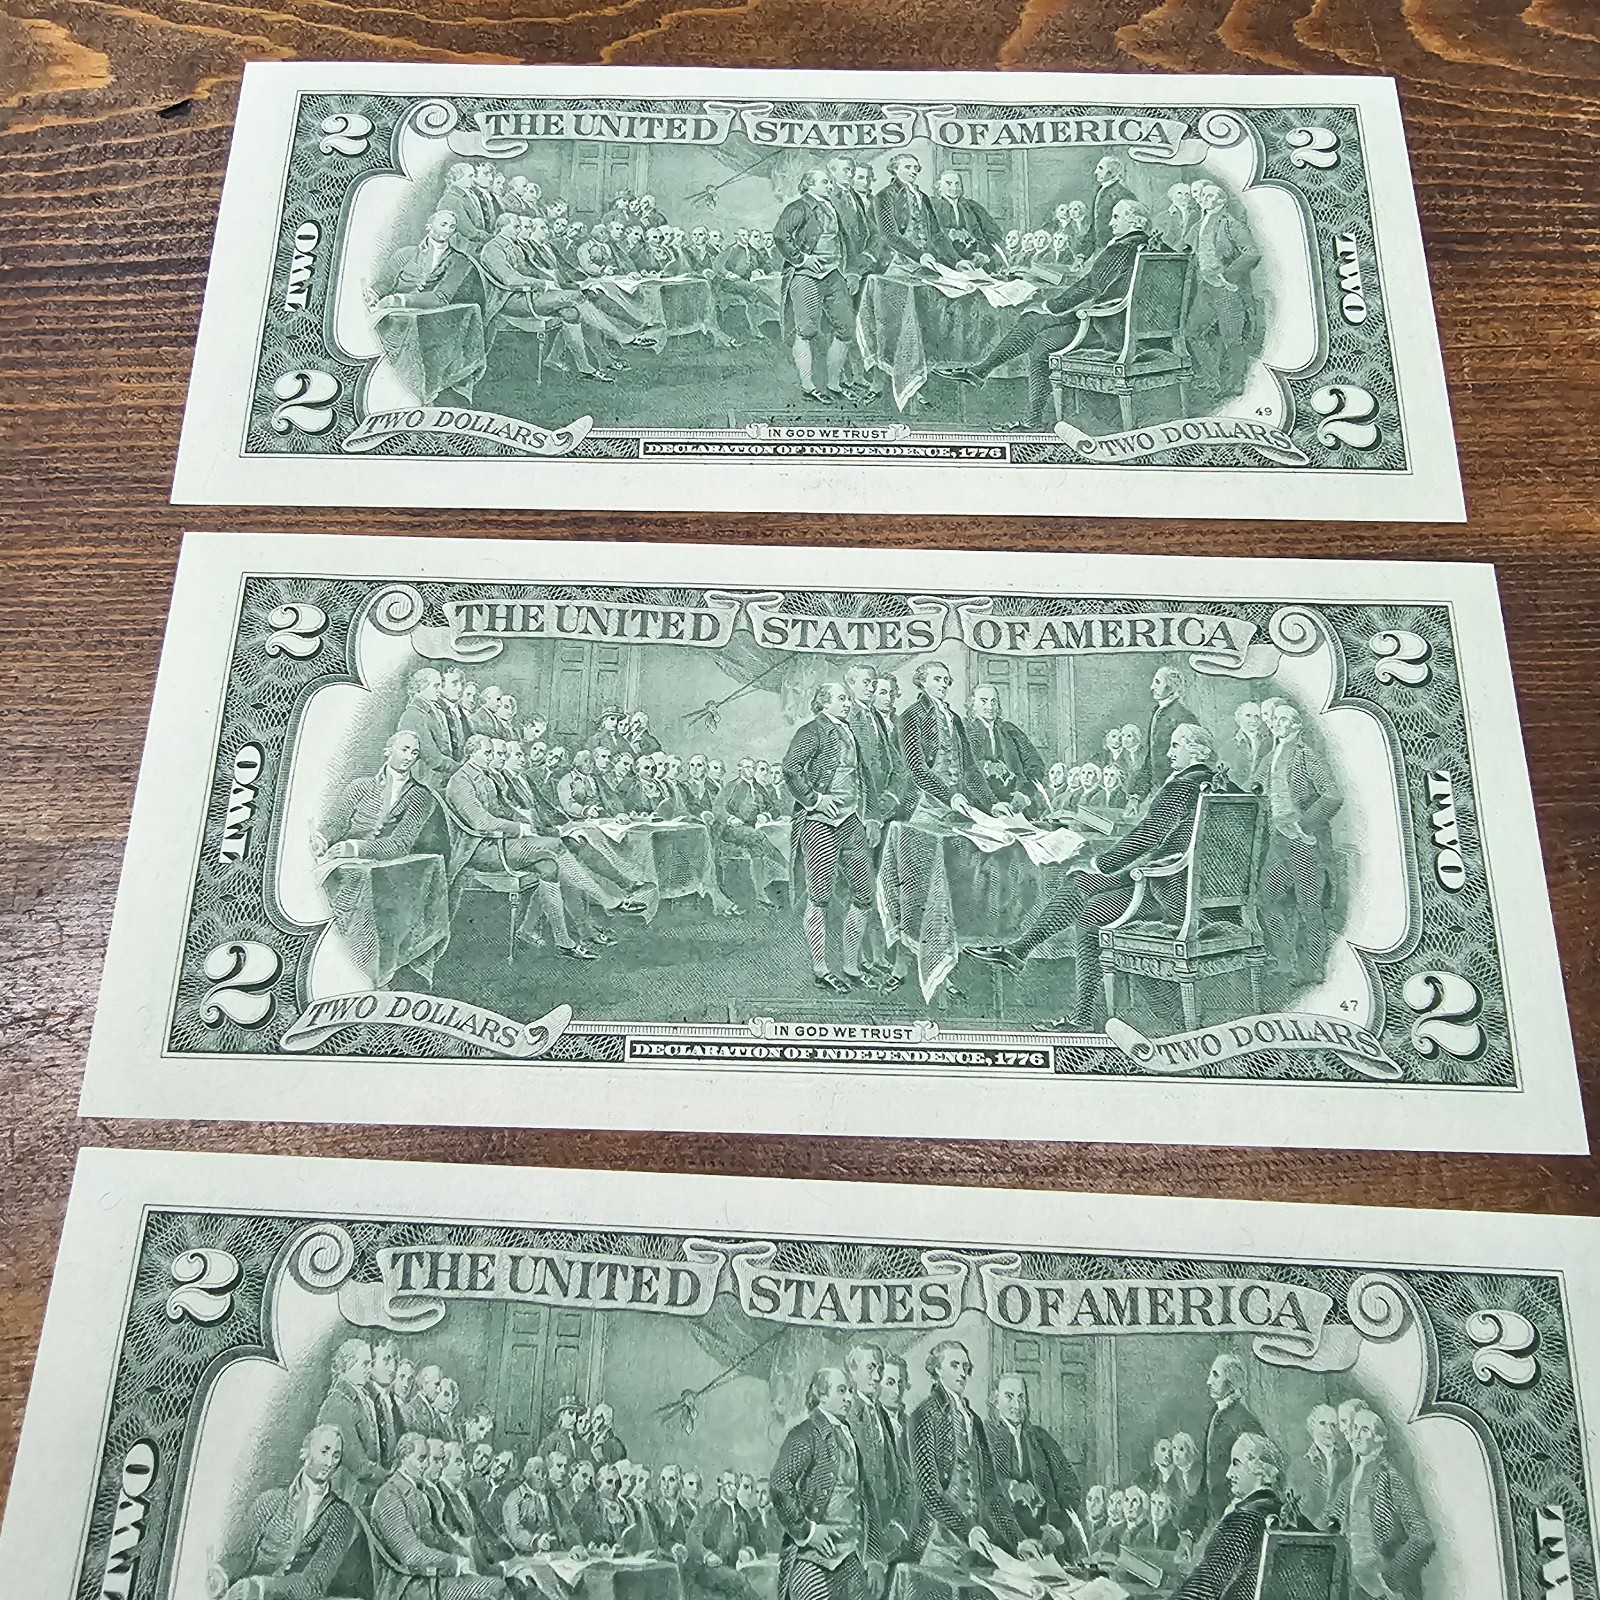 2 THE UNITED STATES OF AMERICA 2
TWO TWO
2 TWO DOLLARS IN GOD WE TRUST TWO DOLLARS 49 2
DECLARATION OF INDEPENDENCE, 1776
2 THE UNITED STATES OF AMERICA 2
TWO TWO
2 TWO DOLLARS IN GOD WE TRUST TWO DOLLARS 47 2
DECLARATION OF INDEPENDENCE, 1776
2 THE UNITED STATES OF AMERICA 2
TWO